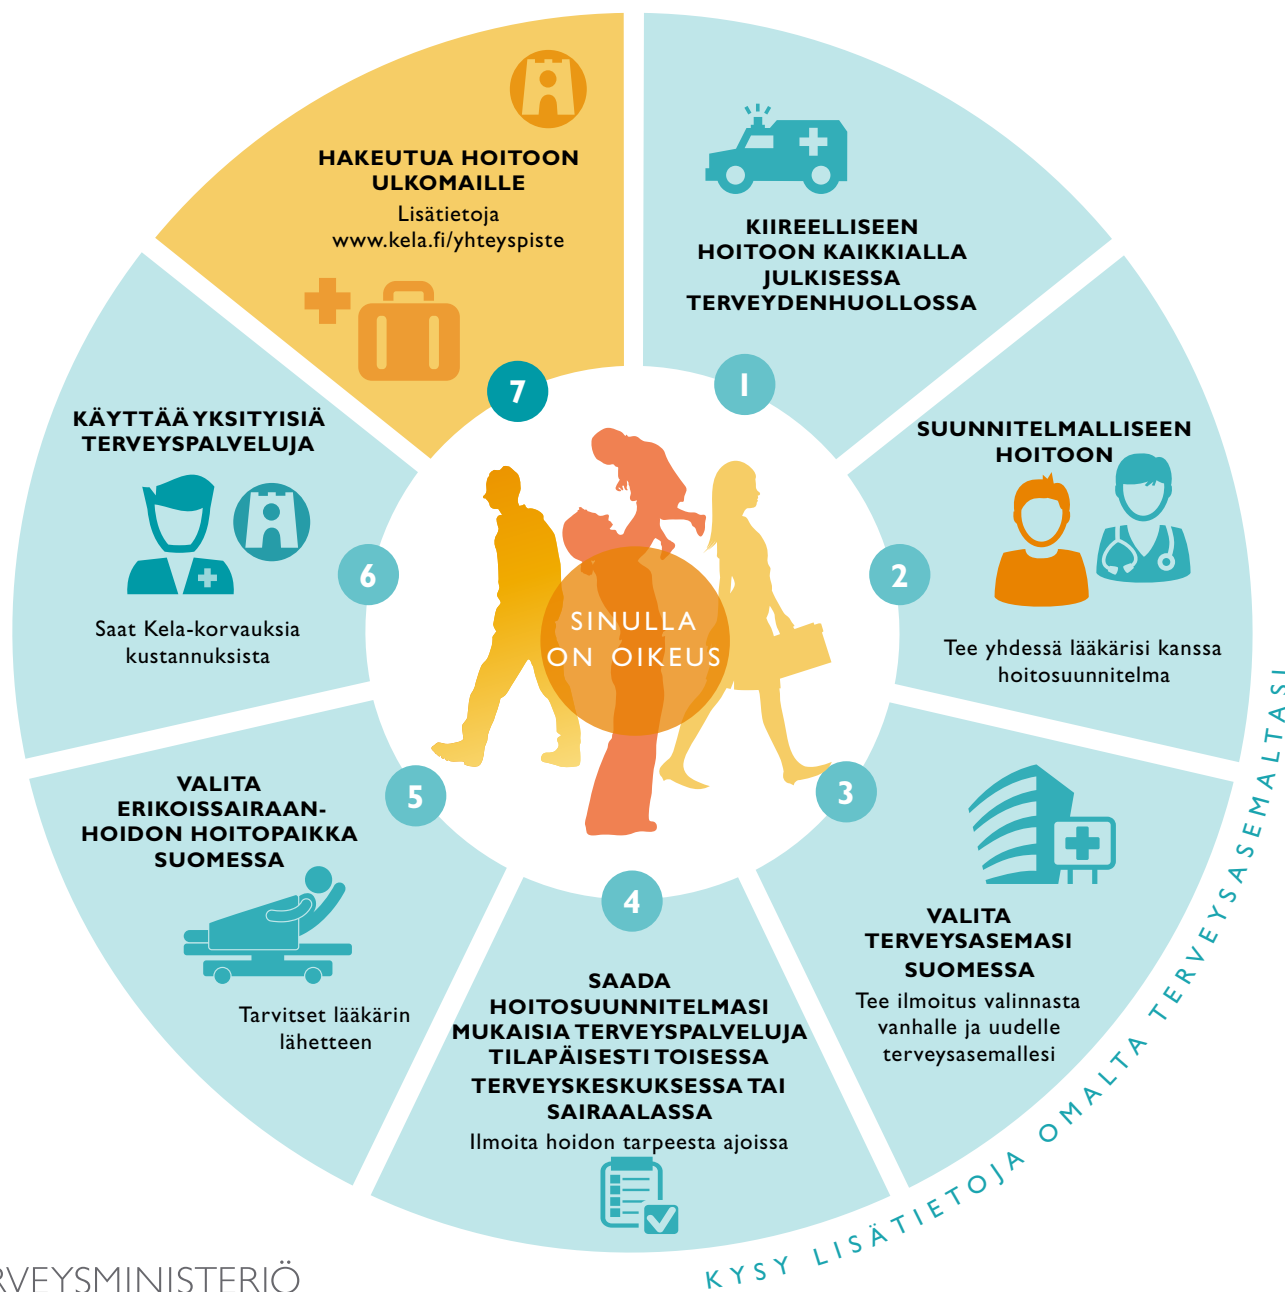 SINULLA
ON OIKEUS
1
KIIREELLISEEN
HOITOON KAIKKIALLA
JULKISESSA
TERVEYDENHUOLLOSSA
2
SUUNNITELMALLISEEN
HOITOON
Tee yhdessä lääkärisi kanssa
hoitosuunnitelma
3
VALITA
TERVEYSASEMASI
SUOMESSA
Tee ilmoitus valinnasta
vanhalle ja uudelle
terveysasemallesi
4
SAADA
HOITOSUUNNITELMASI
MUKAISIA TERVEYSPALVELUJA
TILAPÄISESTI TOISESSA
TERVEYSKESKUKSESSA TAI
SAIRAALASSA
Ilmoita hoidon tarpeesta ajoissa
5
VALITA
ERIKOISSAIRAAN-
HOIDON HOITOPAIKKA
SUOMESSA
Tarvitset lääkärin
lähetteen
6
KÄYTTÄÄ YKSITYISIÄ
TERVEYSPALVELUJA
Saat Kela-korvauksia
kustannuksista
7
HAKEUTUA HOITOON
ULKOMAILLE
Lisätietoja
www.kela.fi/yhteyspiste
KYSY LISÄTIETOJA OMALTA TERVEYSASEMALTASI
RVEYSMINISTERIÖ